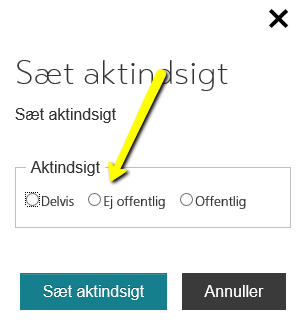 Sæt aktindsigt
Sæt aktindsigt
Aktindsigt
Delvis Ej offentlig Offentlig
Sæt aktindsigt Annuller